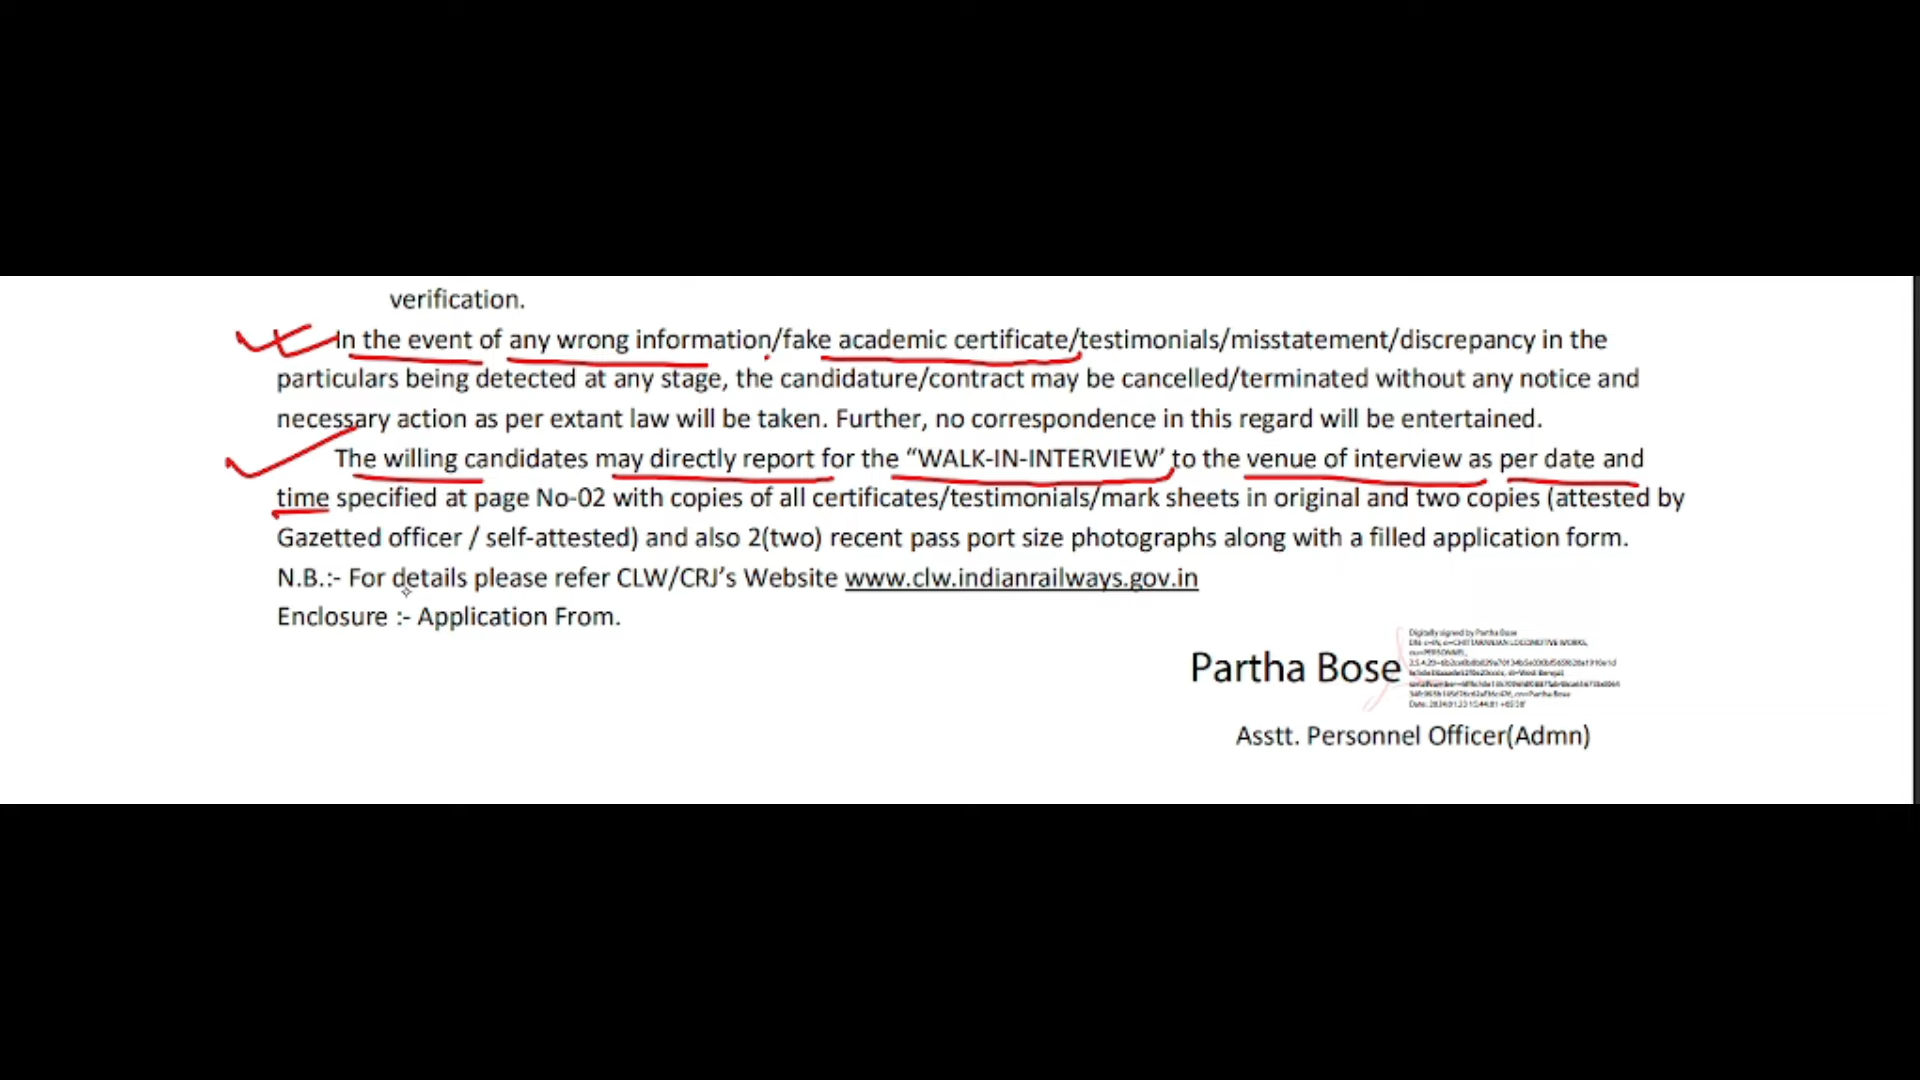 verification.
In the event of any wrong information/fake academic certificate/testimonials/misstatement/discrepancy in the
particulars being detected at any stage, the candidature/contract may be cancelled/terminated without any notice and
necessary action as per extant law will be taken. Further, no correspondence in this regard will be entertained.
The willing candidates may directly report for the “WALK-IN-INTERVIEW’ to the venue of interview as per date and
time specified at page No-02 with copies of all certificates/testimonials/mark sheets in original and two copies (attested by
Gazetted officer / self-attested) and also 2(two) recent pass port size photographs along with a filled application form.
N.B.:- For details please refer CLW/CRJ’s Website www.clw.indianrailways.gov.in
Enclosure :- Application From.
Partha Bose
Digitally signed by Partha Bose
Asstt. Personnel Officer(Admn)